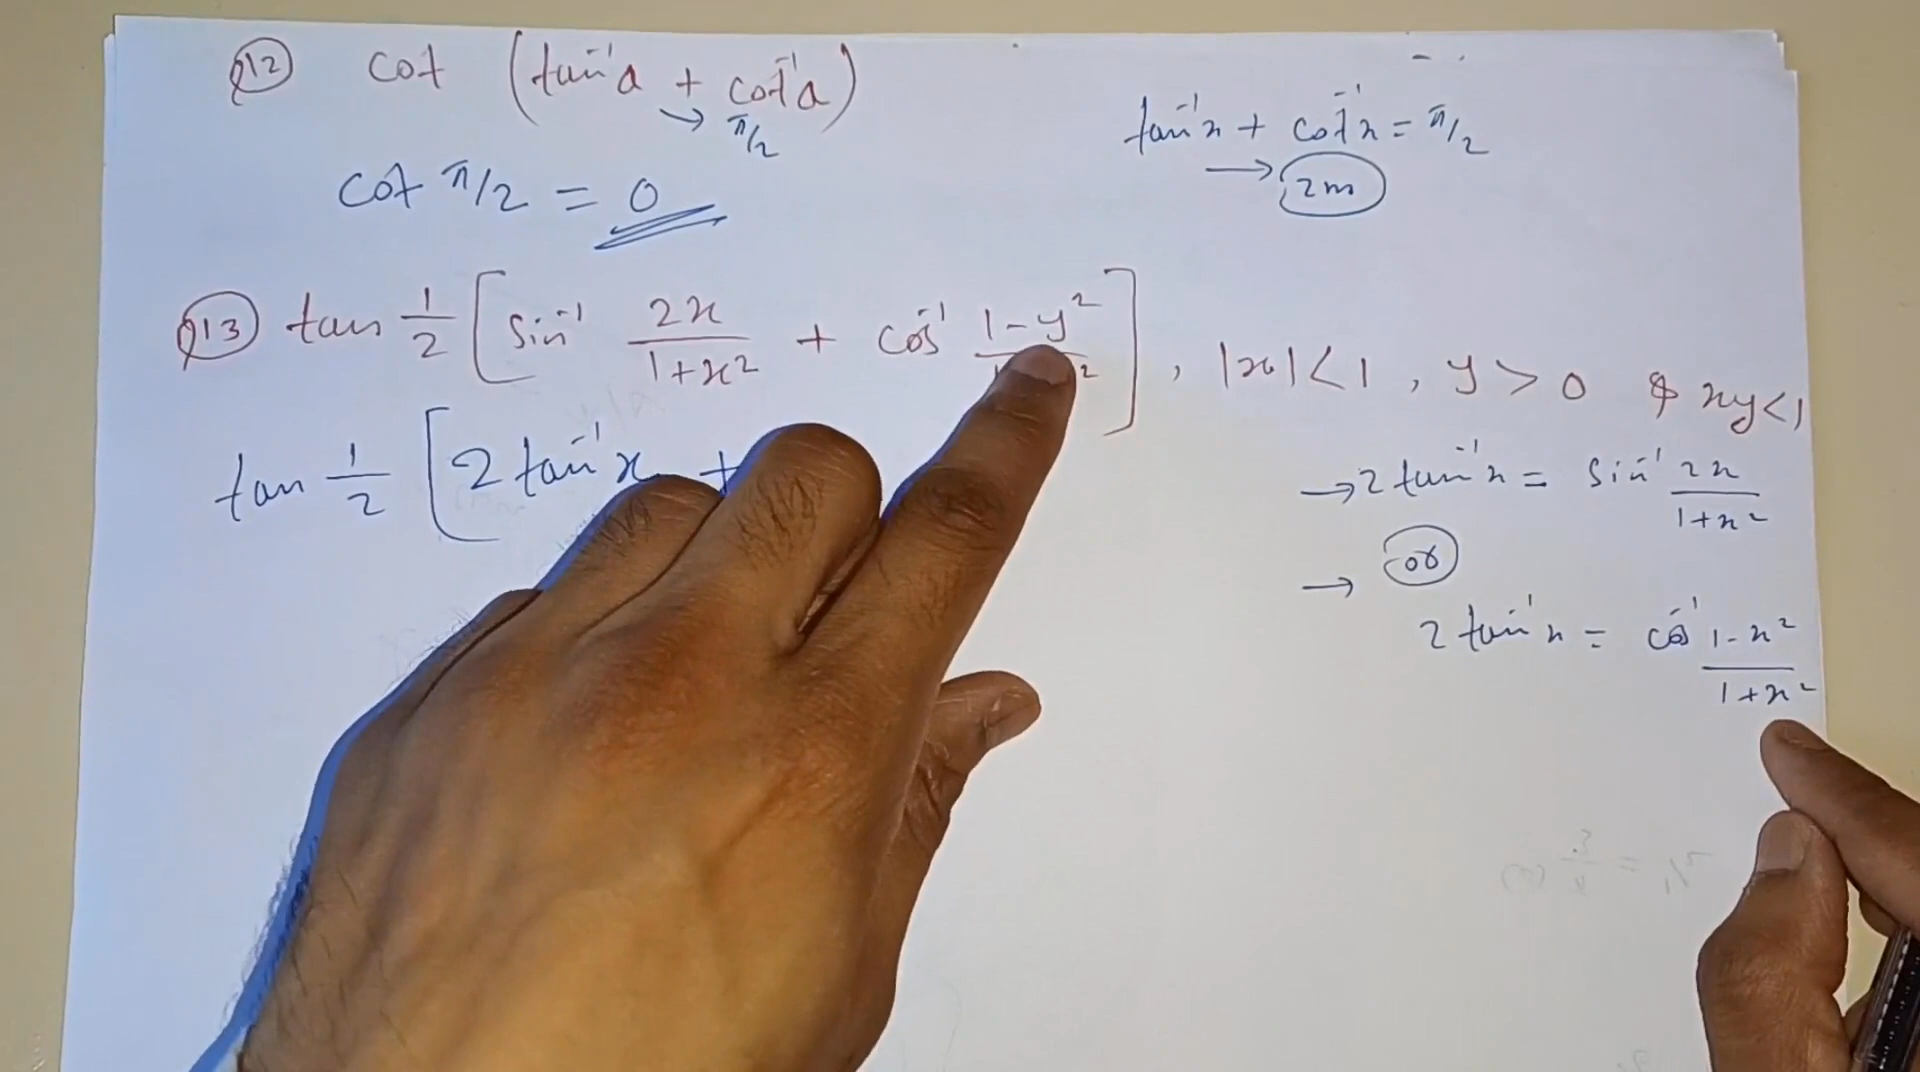 Q12 cot (tan⁻¹a + cot⁻¹a)
→ π/2
cot π/2 = 0
tan⁻¹x + cot⁻¹x = π/2
→ 2m
Q13 tan 1/2 [sin⁻¹ 2x/1+x² + cos⁻¹ 1-y²/ ²], |x|<1, y>0 & xy<1
tan 1/2 [2 tan⁻¹x +
→ 2 tan⁻¹x = sin⁻¹ 2x/1+x²
→ or
2 tan⁻¹x = cos⁻¹ 1-x²/1+x²